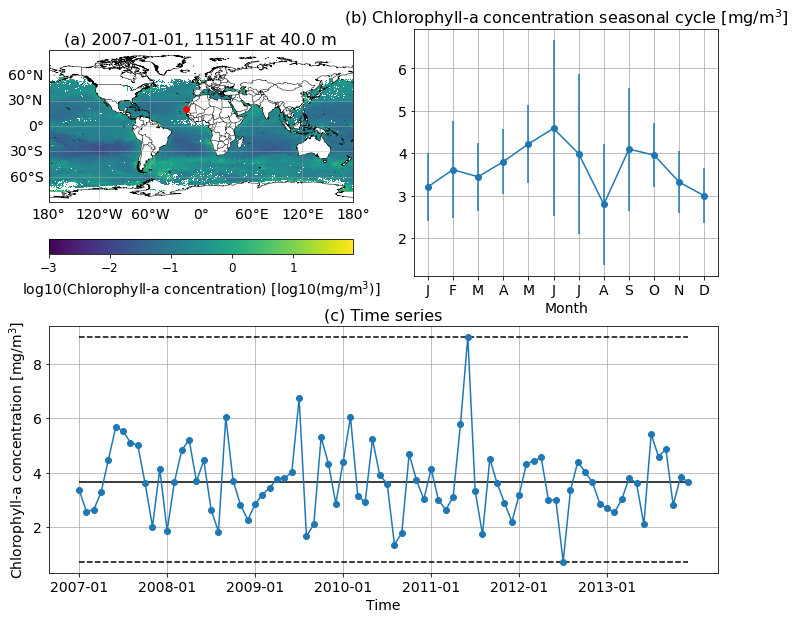 (a) 2007-01-01, 11511F at 40.0 m
60°N
30°N
0°
30°S
60°S
180° 120°W 60°W 0° 60°E 120°E 180°
−3 −2 −1 0 1
log10(Chlorophyll-a concentration) [log10(mg/m³)]
(b) Chlorophyll-a concentration seasonal cycle [mg/m³]
6
5
4
3
2
J F M A M J J A S O N D
Month
(c) Time series
Chlorophyll-a concentration [mg/m³]
8
6
4
2
2007-01 2008-01 2009-01 2010-01 2011-01 2012-01 2013-01
Time